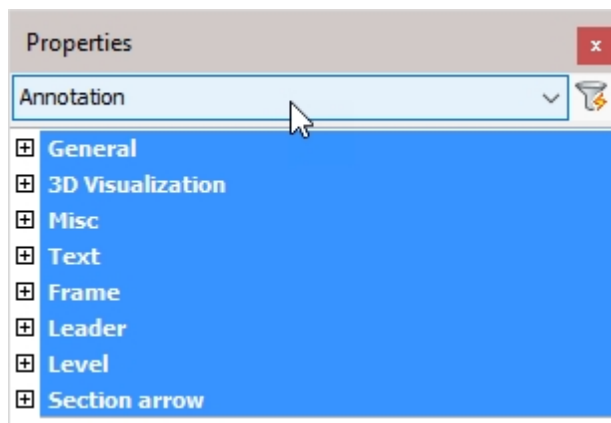 Properties
x
Annotation
General
3D Visualization
Misc
Text
Frame
Leader
Level
Section arrow